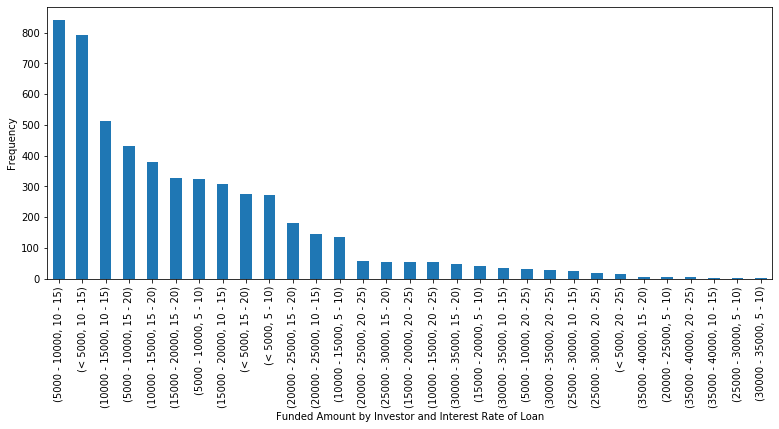 800
700
600
500
400
300
200
100
0
Frequency
(5000 - 10000, 10 - 15)
(< 5000, 10 - 15)
(10000 - 15000, 10 - 15)
(5000 - 10000, 15 - 20)
(10000 - 15000, 15 - 20)
(15000 - 20000, 15 - 20)
(5000 - 10000, 5 - 10)
(15000 - 20000, 10 - 15)
(< 5000, 15 - 20)
(< 5000, 5 - 10)
(20000 - 25000, 15 - 20)
(20000 - 25000, 10 - 15)
(10000 - 15000, 5 - 10)
(20000 - 25000, 20 - 25)
(25000 - 30000, 15 - 20)
(15000 - 20000, 20 - 25)
(10000 - 15000, 20 - 25)
(30000 - 35000, 15 - 20)
(15000 - 20000, 5 - 10)
(30000 - 35000, 10 - 15)
(5000 - 10000, 20 - 25)
(30000 - 35000, 20 - 25)
(25000 - 30000, 10 - 15)
(25000 - 30000, 20 - 25)
(< 5000, 20 - 25)
(35000 - 40000, 15 - 20)
(20000 - 25000, 5 - 10)
(35000 - 40000, 20 - 25)
(35000 - 40000, 10 - 15)
(25000 - 30000, 5 - 10)
(30000 - 35000, 5 - 10)
Funded Amount by Investor and Interest Rate of Loan